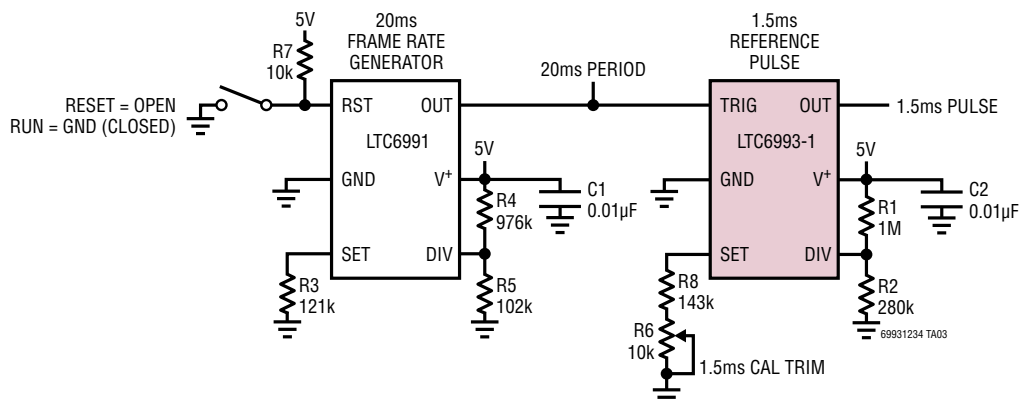 5V
R7
10k
20ms
FRAME RATE
GENERATOR
RESET = OPEN
RUN = GND (CLOSED)
RST
OUT
LTC6991
GND
V+
SET
DIV
R3
121k
5V
R4
976k
R5
102k
C1
0.01µF
20ms PERIOD
1.5ms
REFERENCE
PULSE
TRIG
OUT
LTC6993-1
GND
V+
SET
DIV
1.5ms PULSE
5V
R1
1M
R2
280k
C2
0.01µF
R8
143k
R6
10k
1.5ms CAL TRIM
69931234 TA03